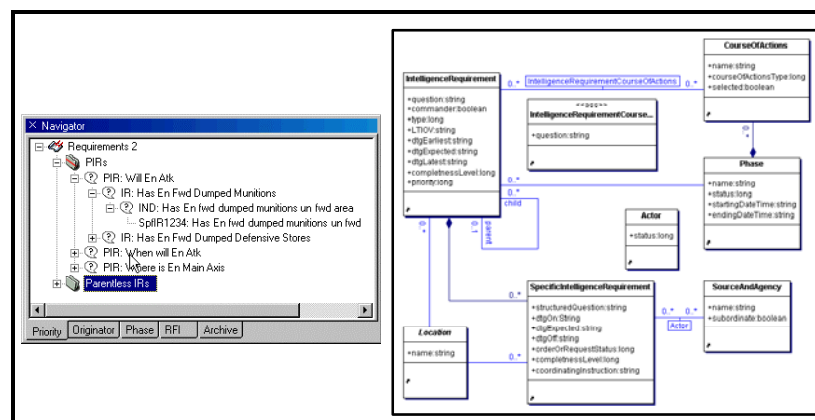 Navigator
Requirements 2
PIRs
PIR: Will En Atk
IR: Has En Fwd Dumped Munitions
IND: Has En fwd dumped munitions un fwd area
SpfIR1234: Has En fwd dumped munitions un fwd
IR: Has En Fwd Dumped Defensive Stores
PIR: When will En Atk
PIR: Where is En Main Axis
Parentless IRs
Priority
Originator
Phase
RFI
Archive
IntelligenceRequirement
+question:string
+commander:boolean
+type:long
+LTIOV:string
+dtgEarliest:string
+dtgExpected:string
+dtgLatest:string
+completnessLevel:long
+priority:long
0..*
IntelligenceRequirementCourseOfActions
0..*
IntelligenceRequirementCourse...
+question:string
CourseOfActions
+name:string
+courseOfActionsType:long
+selected:boolean
0..*
Phase
+name:string
+status:long
+startingDateTime:string
+endingDateTime:string
0..*
0..*
child
0..1
parent
0..*
Actor
+status:long
0..*
SpecificIntelligenceRequirement
+structuredQuestion:string
+dtgOn:String
+dtgExpected:string
+dtgOff:string
+orderOrRequestStatus:long
+completnessLevel:long
+coordinatingInstruction:string
0..*
0..*
Actor
SourceAndAgency
+name:string
+subordinate:boolean
Location
+name:string
0..*